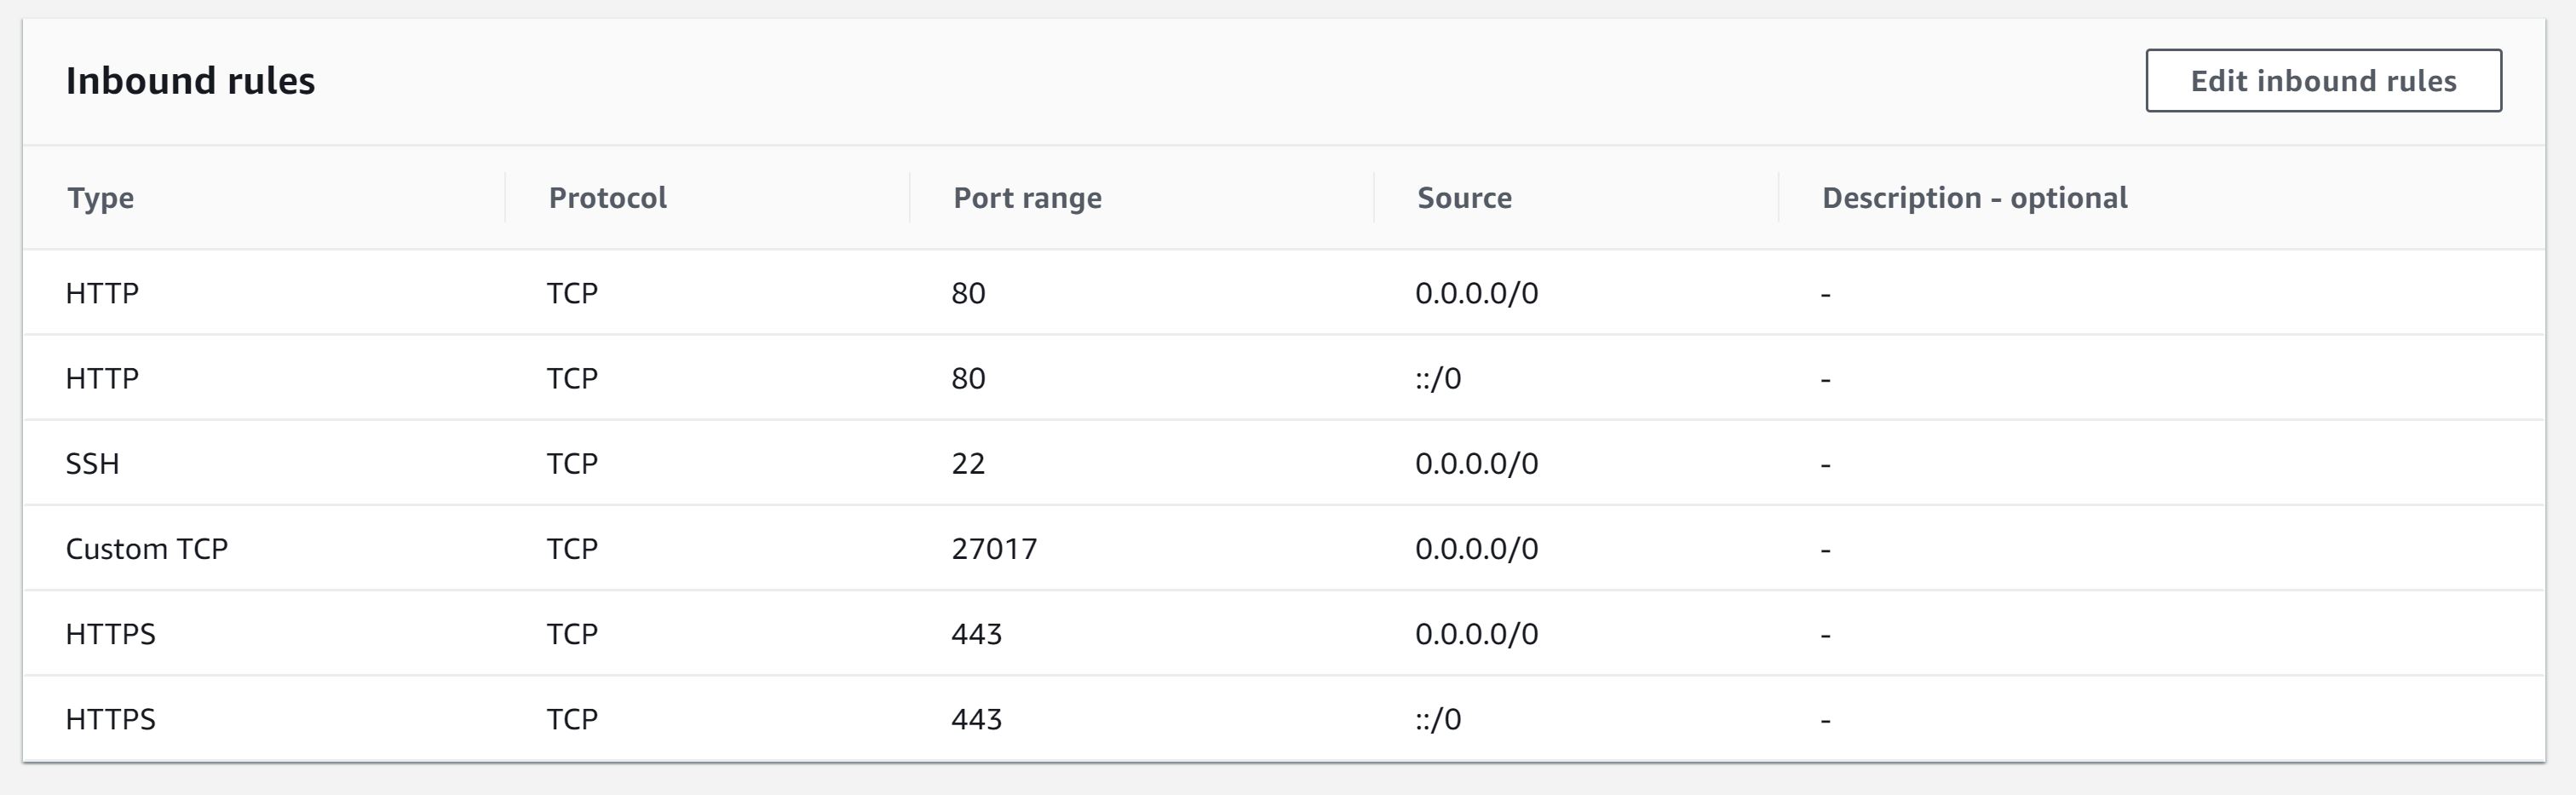 Inbound rules
Edit inbound rules
Type Protocol Port range Source Description - optional
HTTP TCP 80 0.0.0.0/0 -
HTTP TCP 80 ::/0 -
SSH TCP 22 0.0.0.0/0 -
Custom TCP TCP 27017 0.0.0.0/0 -
HTTPS TCP 443 0.0.0.0/0 -
HTTPS TCP 443 ::/0 -